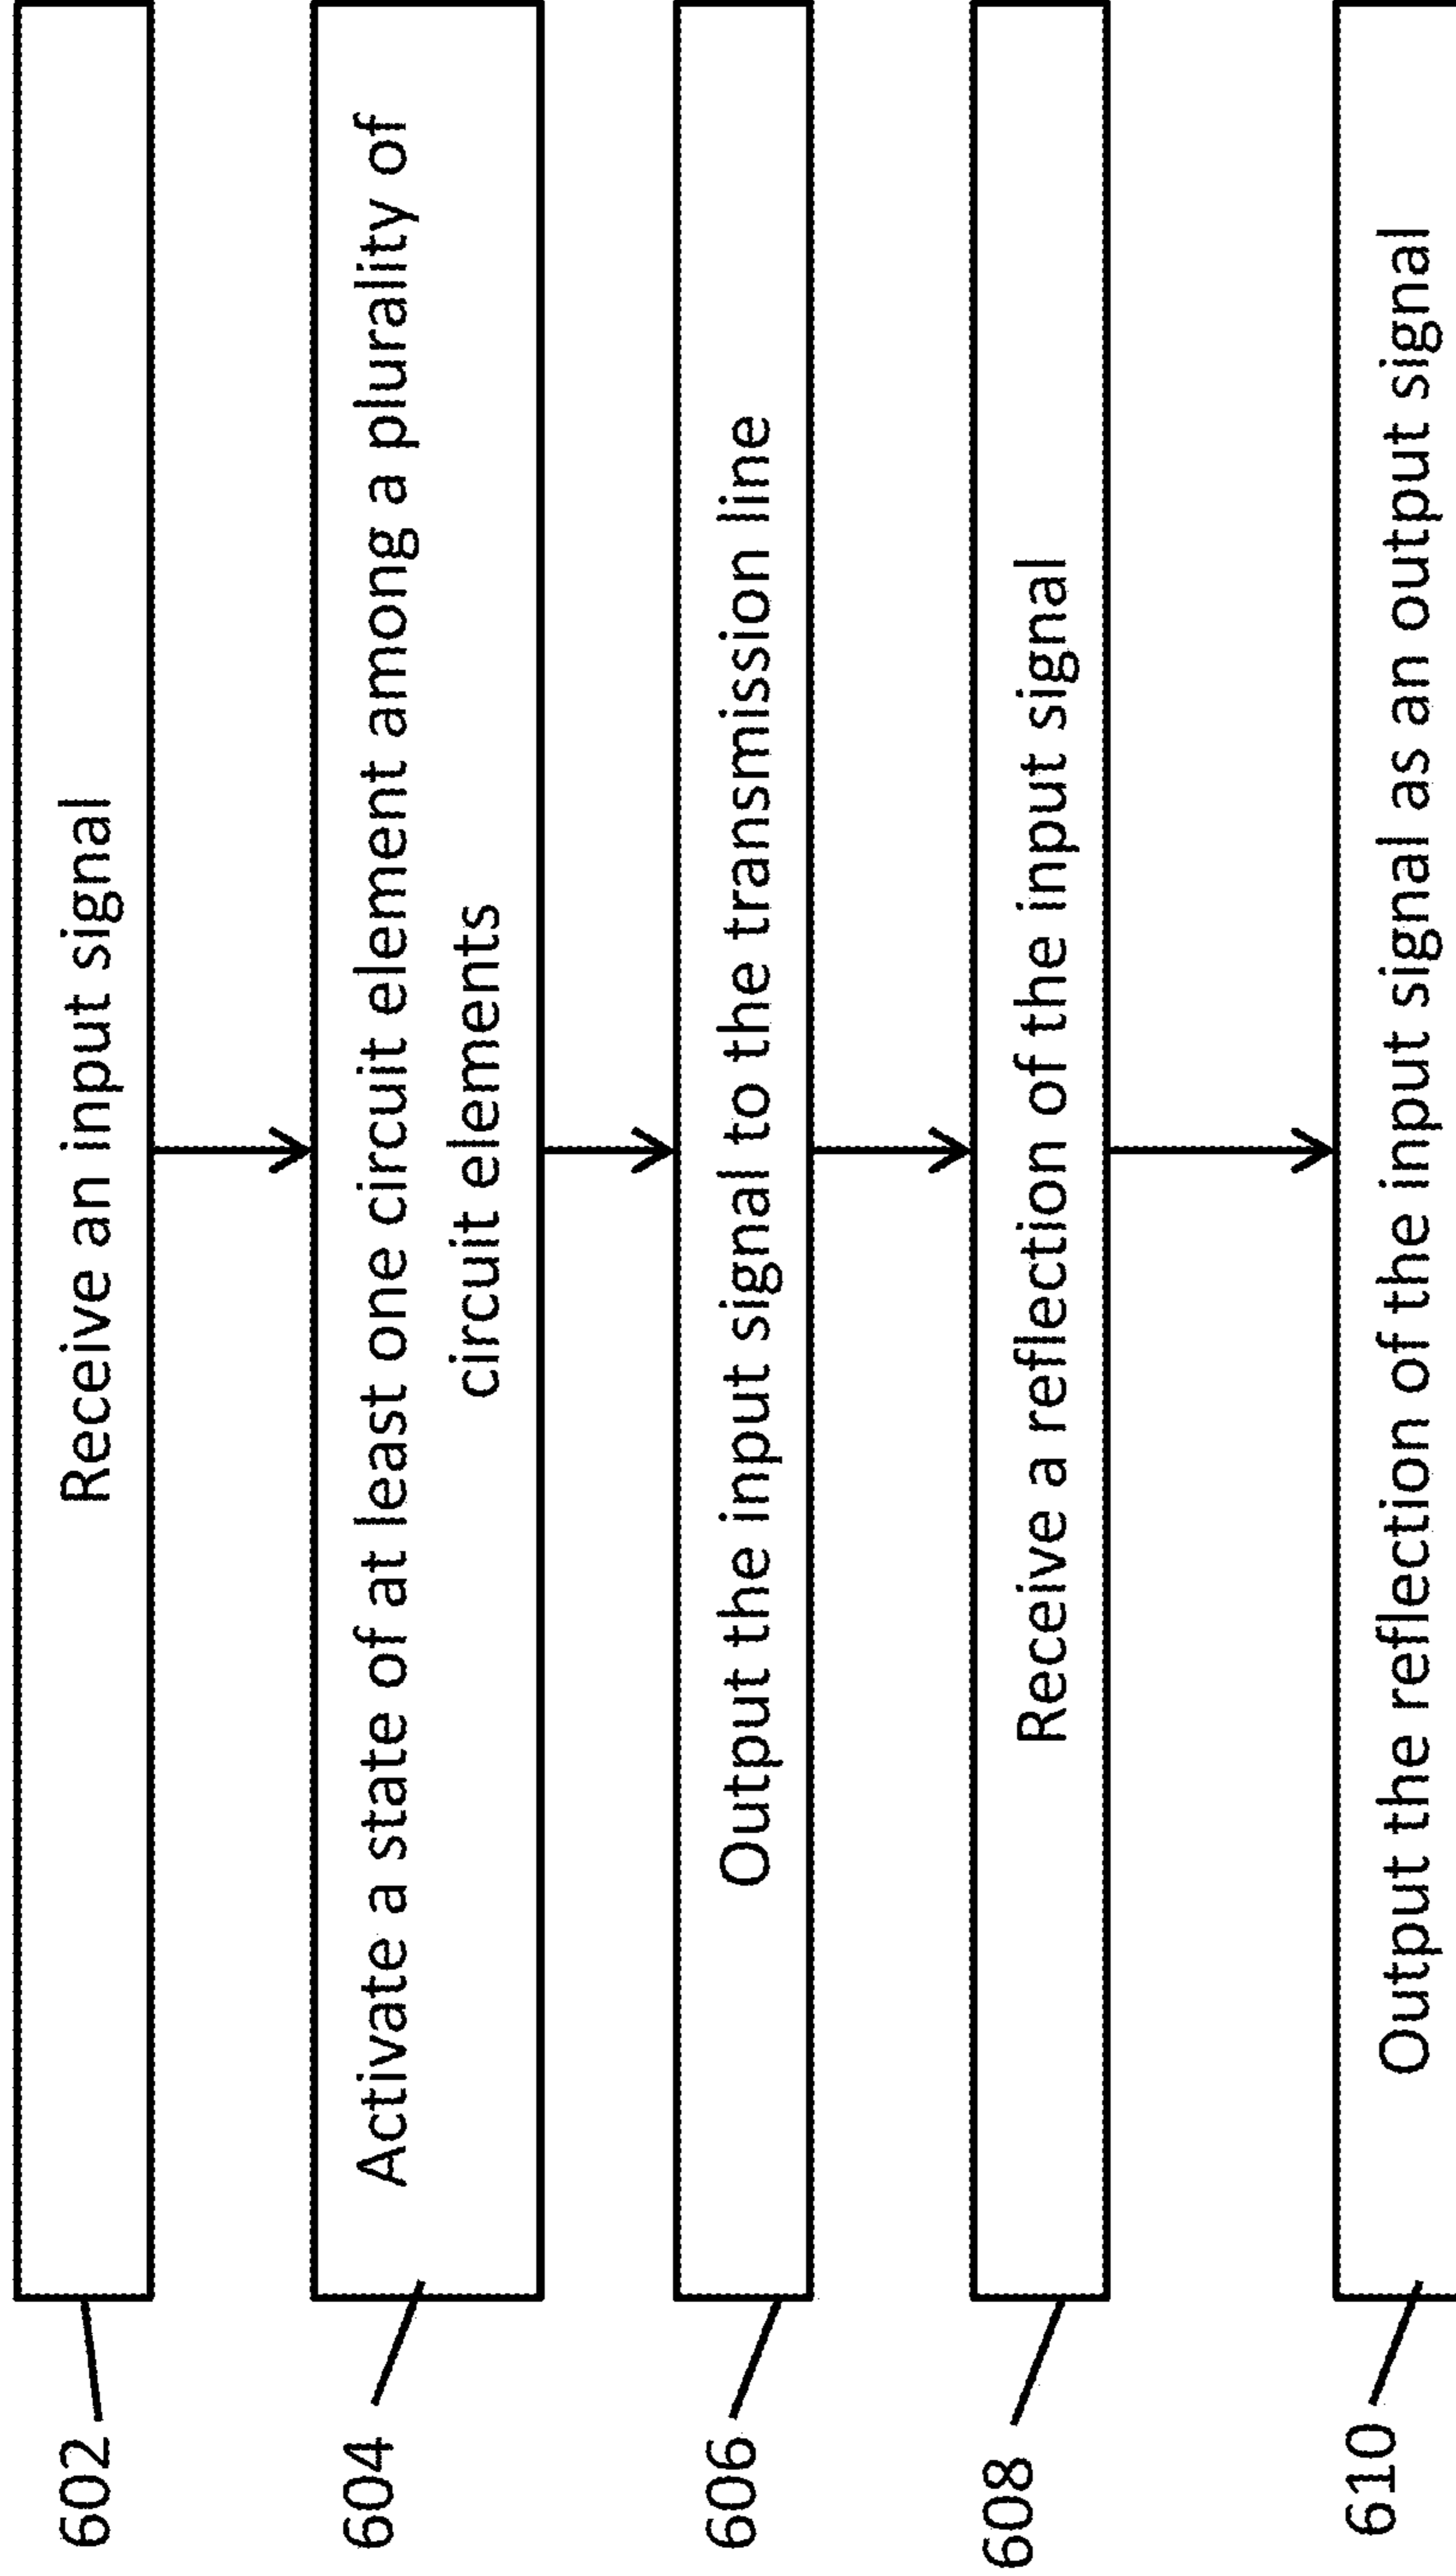 602
Receive an input signal
604
Activate a state of at least one circuit element among a plurality of
circuit elements
606
Output the input signal to the transmission line
608
Receive a reflection of the input signal
610
Output the reflection of the input signal as an output signal